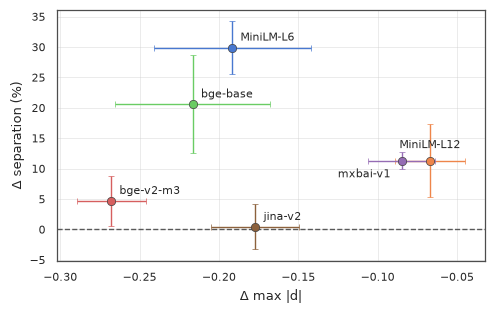 35
30
25
20
15
10
5
0
−5
Δ separation (%)
MiniLM-L6
bge-base
MiniLM-L12
mxbai-v1
bge-v2-m3
jina-v2
−0.30
−0.25
−0.20
−0.15
−0.10
−0.05
Δ max |d|